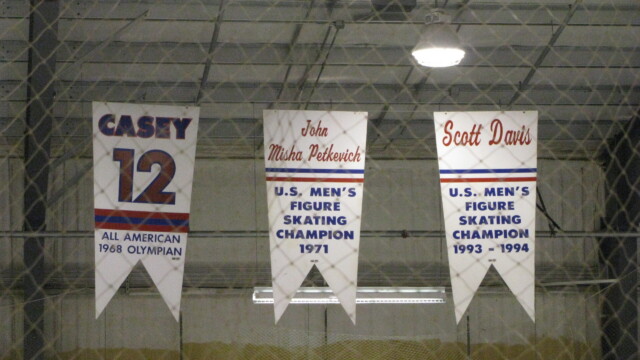 CASEY
12
ALL AMERICAN
1968 OLYMPIAN
John
Misha Petkevich
U.S. MEN'S
FIGURE
SKATING
CHAMPION
1971
Scott Davis
U.S. MEN'S
FIGURE
SKATING
CHAMPION
1993 - 1994